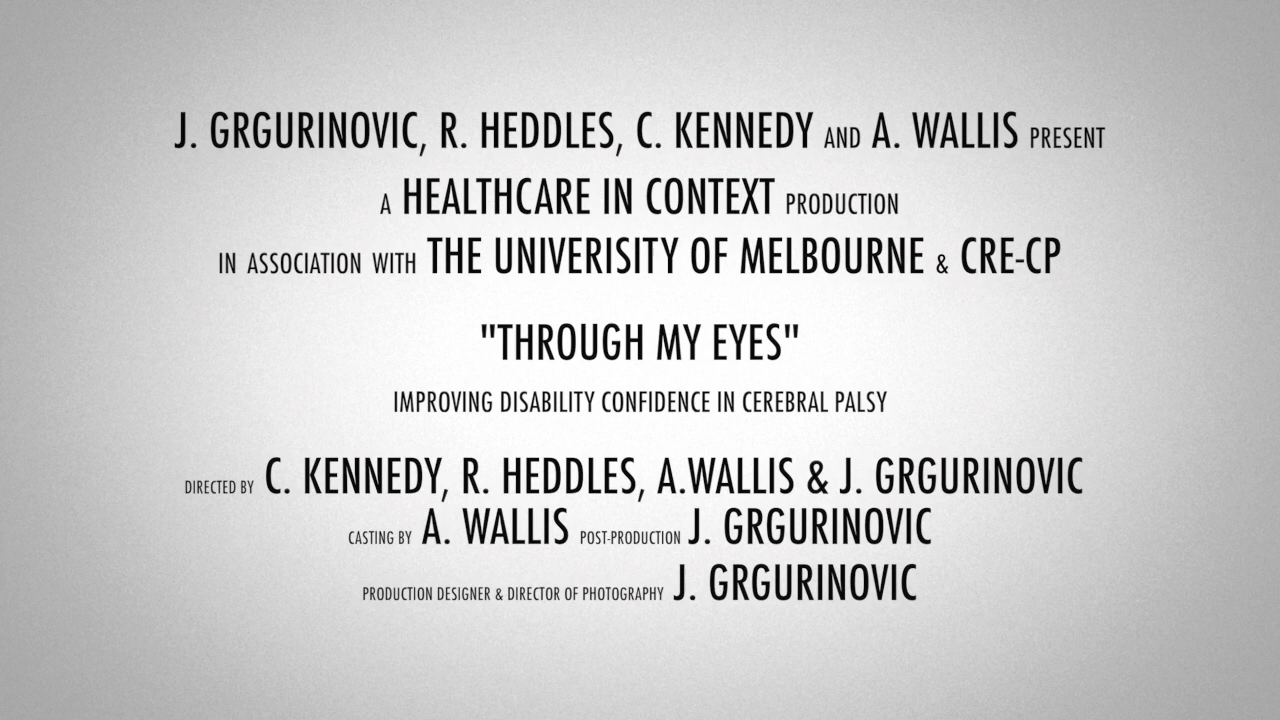 J. GRGURINOVIC, R. HEDDLES, C. KENNEDY AND A. WALLIS PRESENT
A HEALTHCARE IN CONTEXT PRODUCTION
IN ASSOCIATION WITH THE UNIVERISITY OF MELBOURNE & CRE-CP
"THROUGH MY EYES"
IMPROVING DISABILITY CONFIDENCE IN CEREBRAL PALSY
DIRECTED BY C. KENNEDY, R. HEDDLES, A.WALLIS & J. GRGURINOVIC
CASTING BY A. WALLIS POST-PRODUCTION J. GRGURINOVIC
PRODUCTION DESIGNER & DIRECTOR OF PHOTOGRAPHY J. GRGURINOVIC